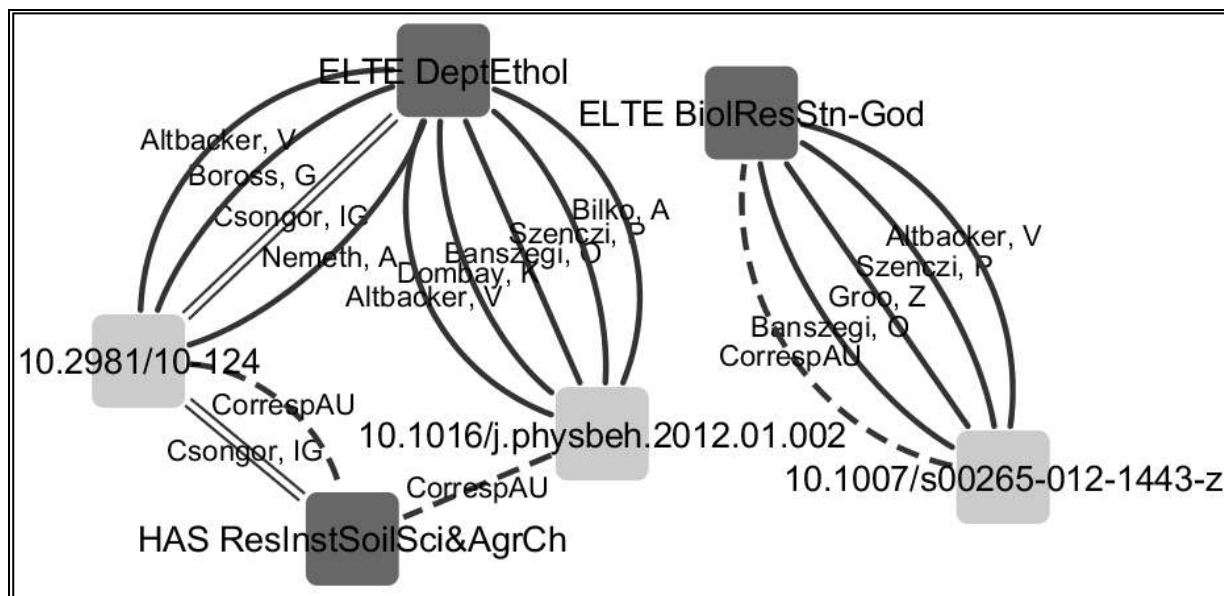 ELTE DeptEthol
ELTE BiolResStn-God
Altbacker, V
Boross, G
Csongor, IG
Nemeth, A
Bilko, A
Szenczi, P
Banszegi, O
Dombay, K
Altbacker, V
Altbacker, V
Szenczi, P
Groo, Z
Banszegi, O
CorrespAU
10.2981/10-124
CorrespAU
Csongor, IG
10.1016/j.physbeh.2012.01.002
CorrespAU
10.1007/s00265-012-1443-z
HAS ResInstSoilSci&AgrCh